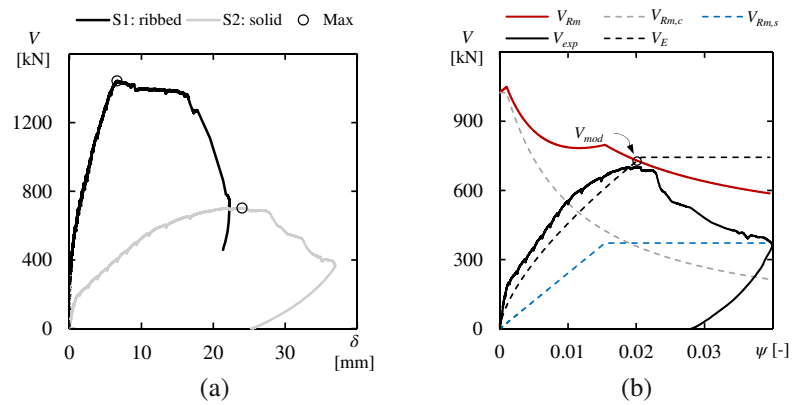 S1: ribbed S2: solid Max
V
[kN]
1200
800
400
0
0 10 20 30 δ
[mm]
(a)
V_Rm V_Rm,c V_Rm,s
V_exp V_E
V
[kN]
900
600
300
0
V_mod
0 0.01 0.02 0.03 ψ [-]
(b)